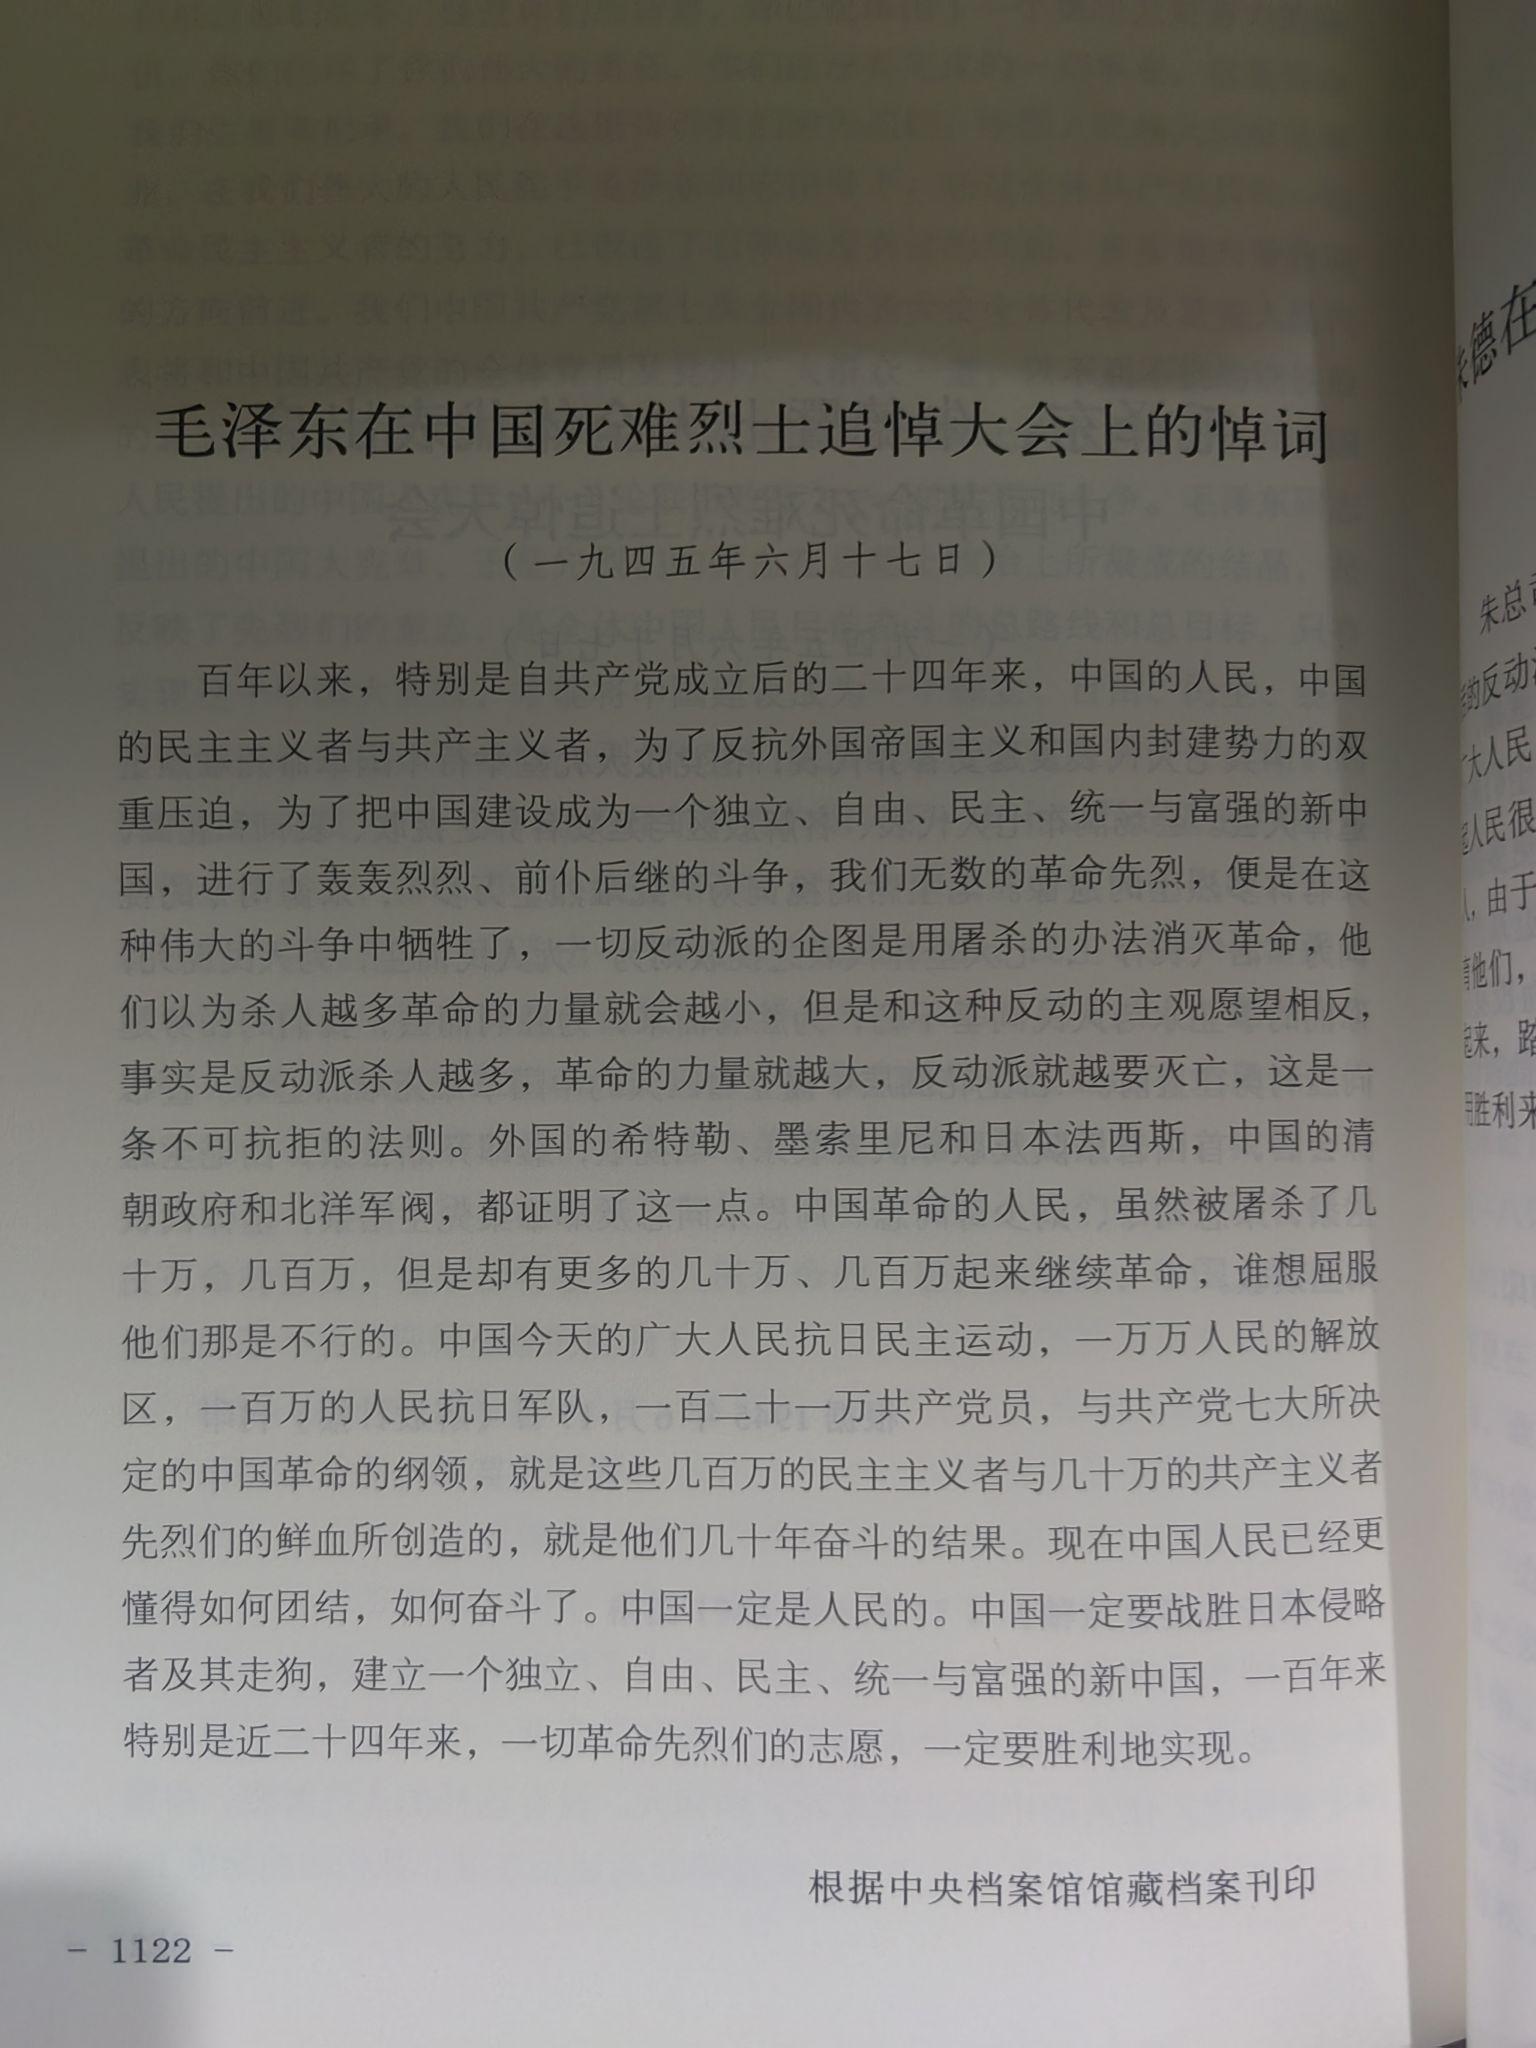 毛泽东在中国死难烈士追悼大会上的悼词
（一九四五年六月十七日）
百年以来，特别是自共产党成立后的二十四年来，中国的人民，中国
的民主主义者与共产主义者，为了反抗外国帝国主义和国内封建势力的双
重压迫，为了把中国建设成为一个独立、自由、民主、统一与富强的新中
国，进行了轰轰烈烈、前仆后继的斗争，我们无数的革命先烈，便是在这
种伟大的斗争中牺牲了，一切反动派的企图是用屠杀的办法消灭革命，他
们以为杀人越多革命的力量就会越小，但是和这种反动的主观愿望相反，
事实是反动派杀人越多，革命的力量就越大，反动派就越要灭亡，这是一
条不可抗拒的法则。外国的希特勒、墨索里尼和日本法西斯，中国的清
朝政府和北洋军阀，都证明了这一点。中国革命的人民，虽然被屠杀了几
十万，几百万，但是却有更多的几十万、几百万起来继续革命，谁想屈服
他们那是不行的。中国今天的广大人民抗日民主运动，一万万人民的解放
区，一百万的人民抗日军队，一百二十一万共产党员，与共产党七大所决
定的中国革命的纲领，就是这些几百万的民主主义者与几十万的共产主义者
先烈们的鲜血所创造的，就是他们几十年奋斗的结果。现在中国人民已经更
懂得如何团结，如何奋斗了。中国一定是人民的。中国一定要战胜日本侵略
者及其走狗，建立一个独立、自由、民主、统一与富强的新中国，一百年来
特别是近二十四年来，一切革命先烈们的志愿，一定要胜利地实现。
根据中央档案馆馆藏档案刊印
- 1122 -
德在
朱总
的反动
大人民
人民很
由于
他们，
起来，踏
用胜利来